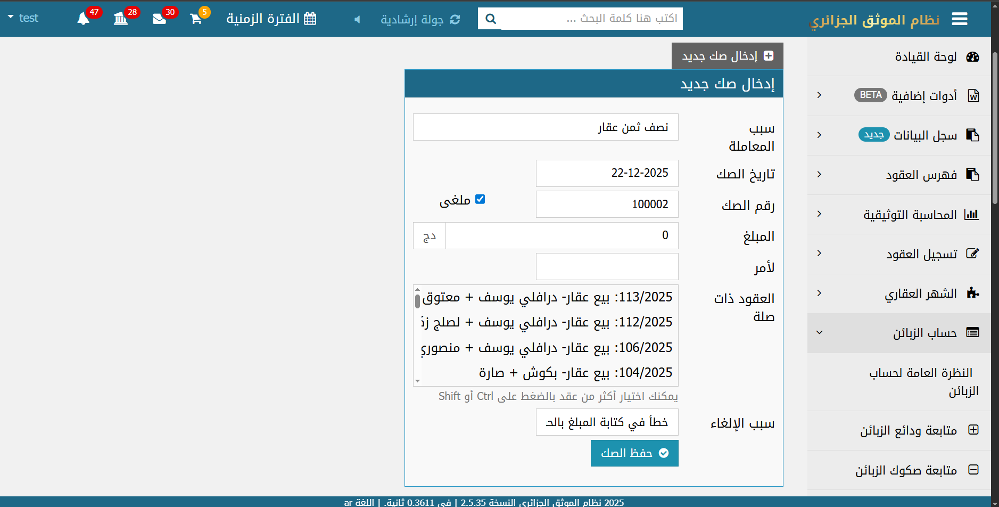 نظام الموثق الجزائري
اكتب هنا كلمة البحث ...
جولة إرشادية
الفترة الزمنية
5
30
28
47
test
لوحة القيادة
أدوات إضافية BETA
سجل البيانات جديد
فهرس العقود
المحاسبة التوثيقية
تسجيل العقود
الشهر العقاري
حساب الزبائن
النظرة العامة لحساب
الزبائن
متابعة ودائع الزبائن
متابعة صكوك الزبائن
إدخال صك جديد
إدخال صك جديد
سبب
المعاملة
نصف ثمن عقار
تاريخ الصك
22-12-2025
رقم الصك
100002
ملغى
المبلغ
0
دج
لأمر
العقود ذات
صلة
113/2025: بيع عقار- درافلي يوسف + معتوق
112/2025: بيع عقار- درافلي يوسف + لصلج
106/2025: بيع عقار- درافلي يوسف + منصوري
104/2025: بيع عقار- بكوش + صارة
يمكنك اختيار أكثر من عقد بالضغط على Ctrl أو Shift
سبب الإلغاء
خطأ في كتابة المبلغ بالحـ
حفظ الصك
2025 نظام الموثق الجزائري النسخة 2.5.35 | في 0.3611 ثانية. | اللغة ar